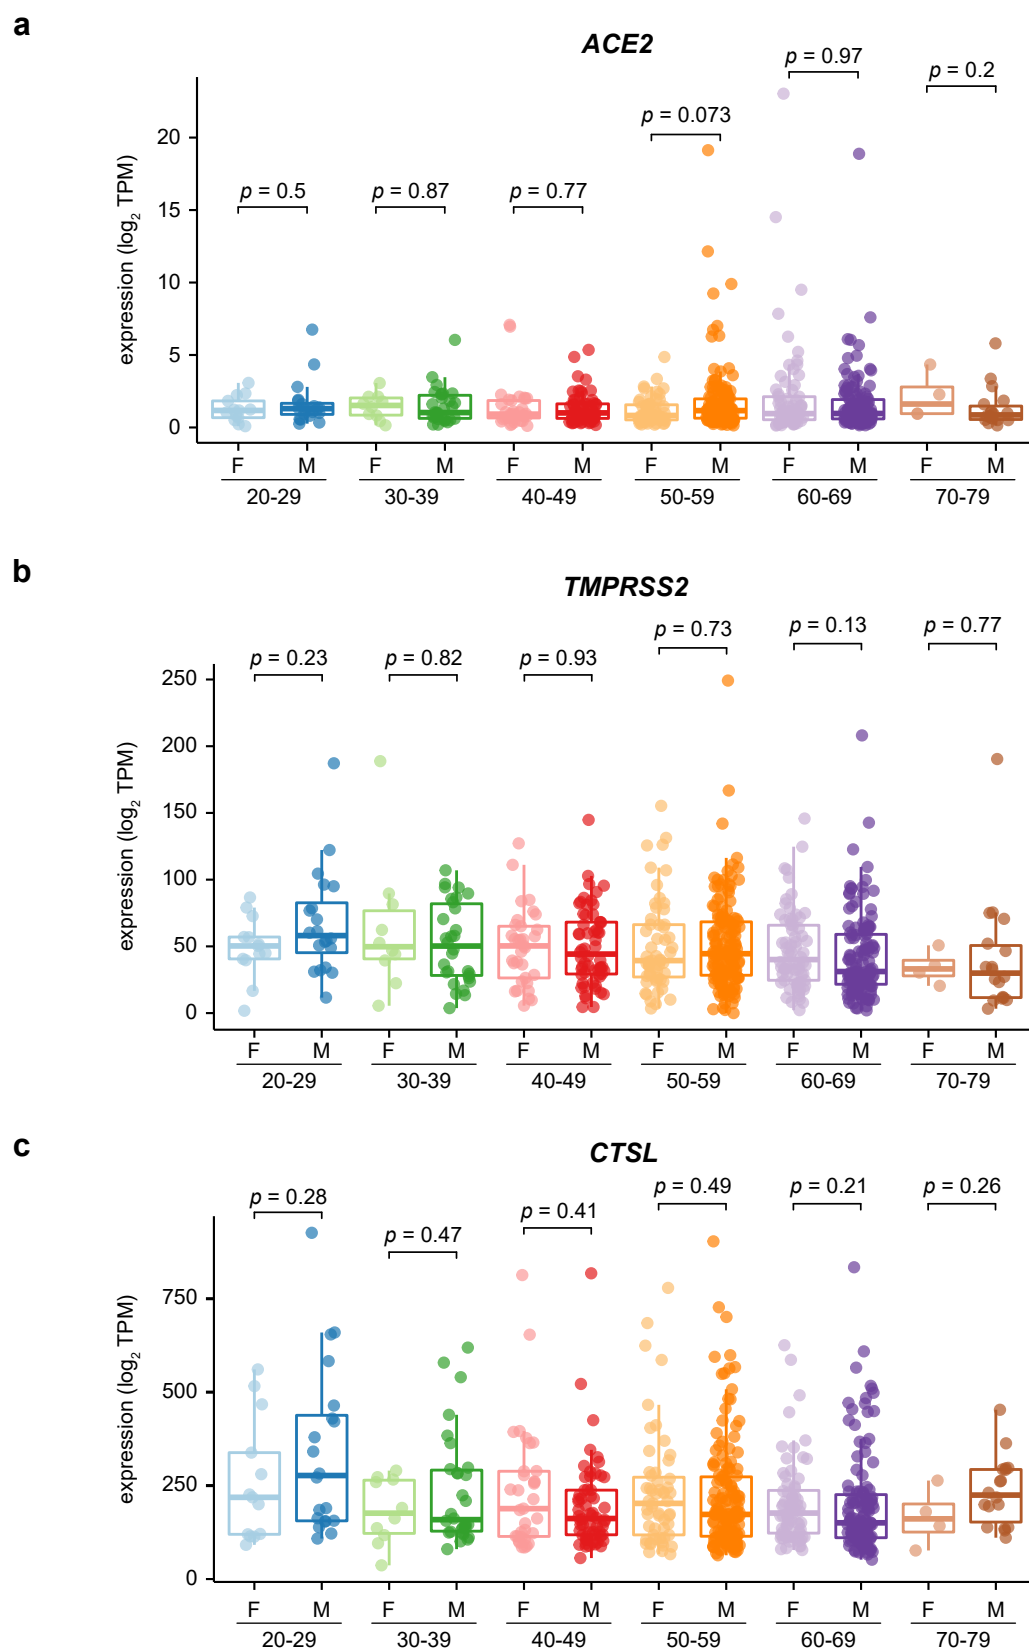 a
ACE2
p = 0.5
p = 0.87
p = 0.77
p = 0.073
p = 0.97
p = 0.2
expression (log2 TPM)
20
15
10
5
0
F M F M F M F M F M F M
20-29 30-39 40-49 50-59 60-69 70-79
b
TMPRSS2
p = 0.23
p = 0.82
p = 0.93
p = 0.73
p = 0.13
p = 0.77
expression (log2 TPM)
250
200
150
100
50
0
F M F M F M F M F M F M
20-29 30-39 40-49 50-59 60-69 70-79
c
CTSL
p = 0.28
p = 0.47
p = 0.41
p = 0.49
p = 0.21
p = 0.26
expression (log2 TPM)
750
500
250
0
F M F M F M F M F M F M
20-29 30-39 40-49 50-59 60-69 70-79